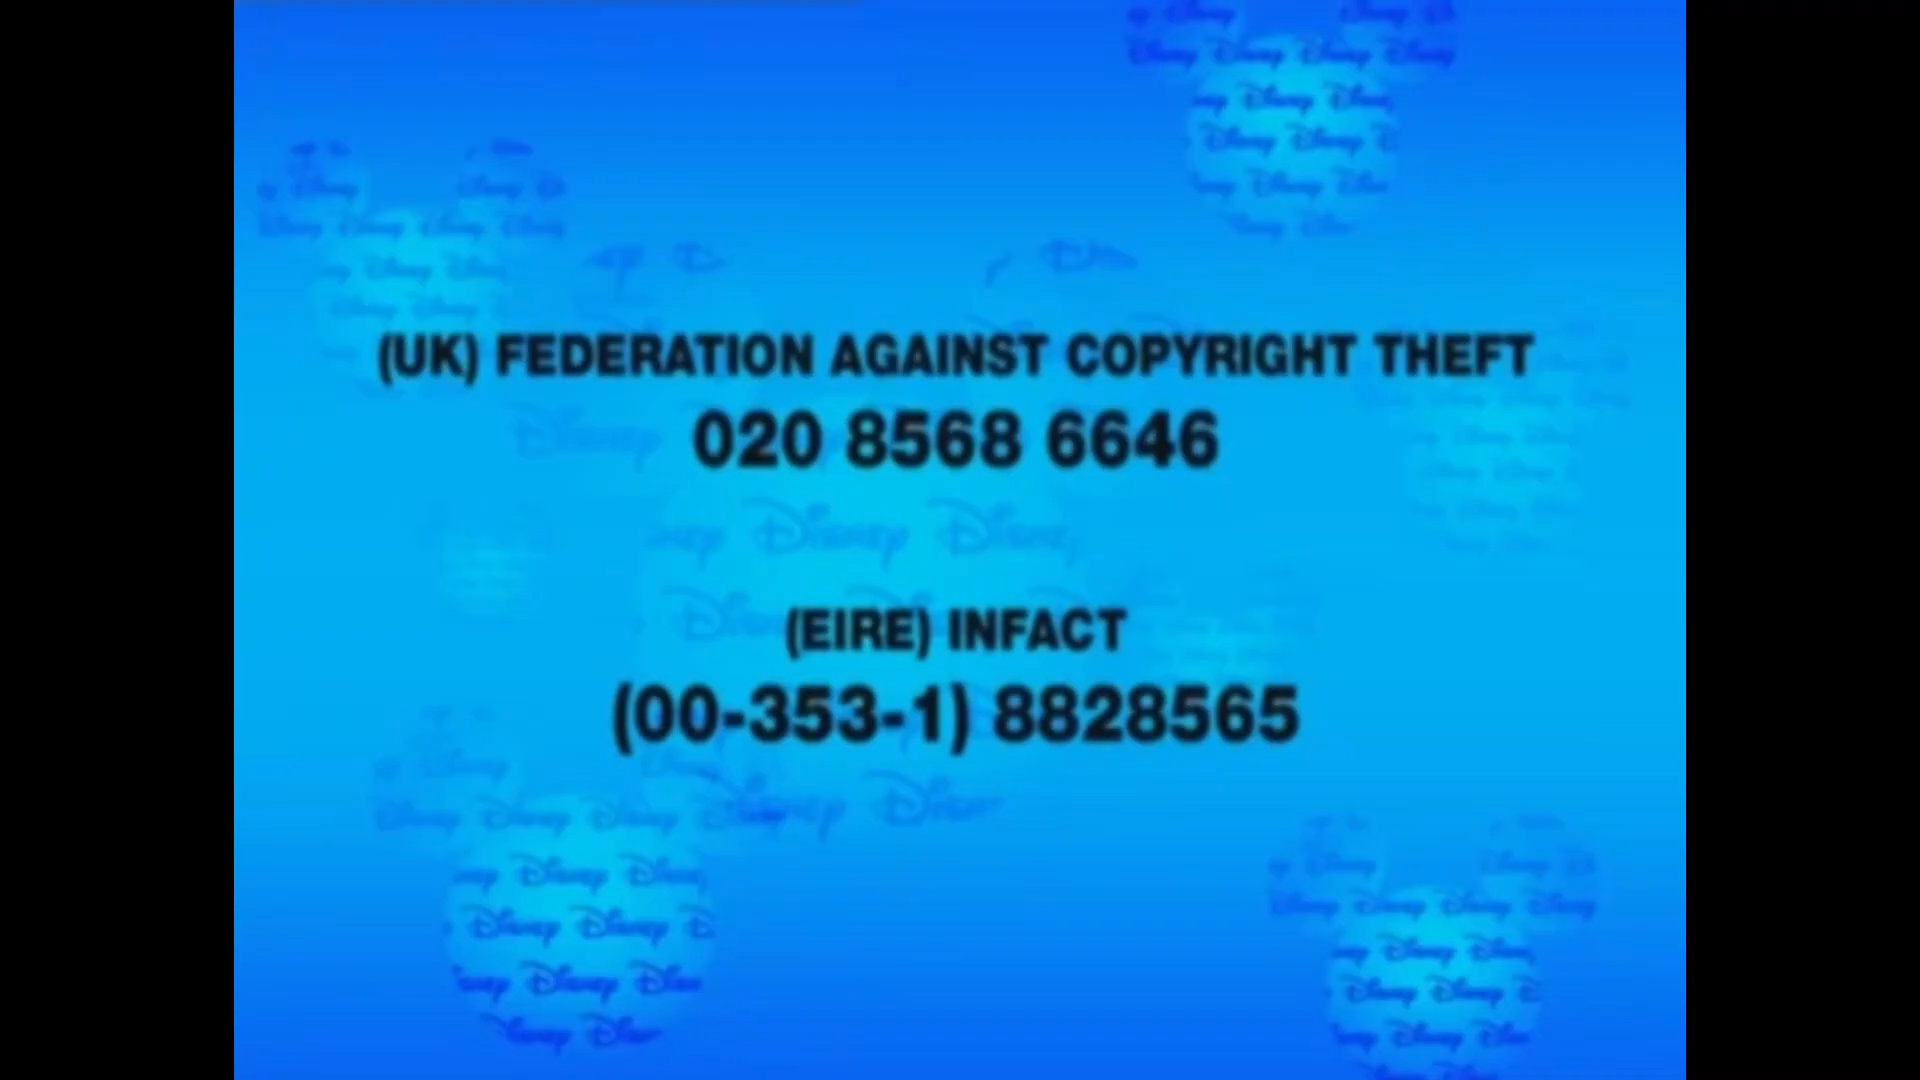 (UK) FEDERATION AGAINST COPYRIGHT THEFT
020 8568 6646
(EIRE) INFACT
(00-353-1) 8828565